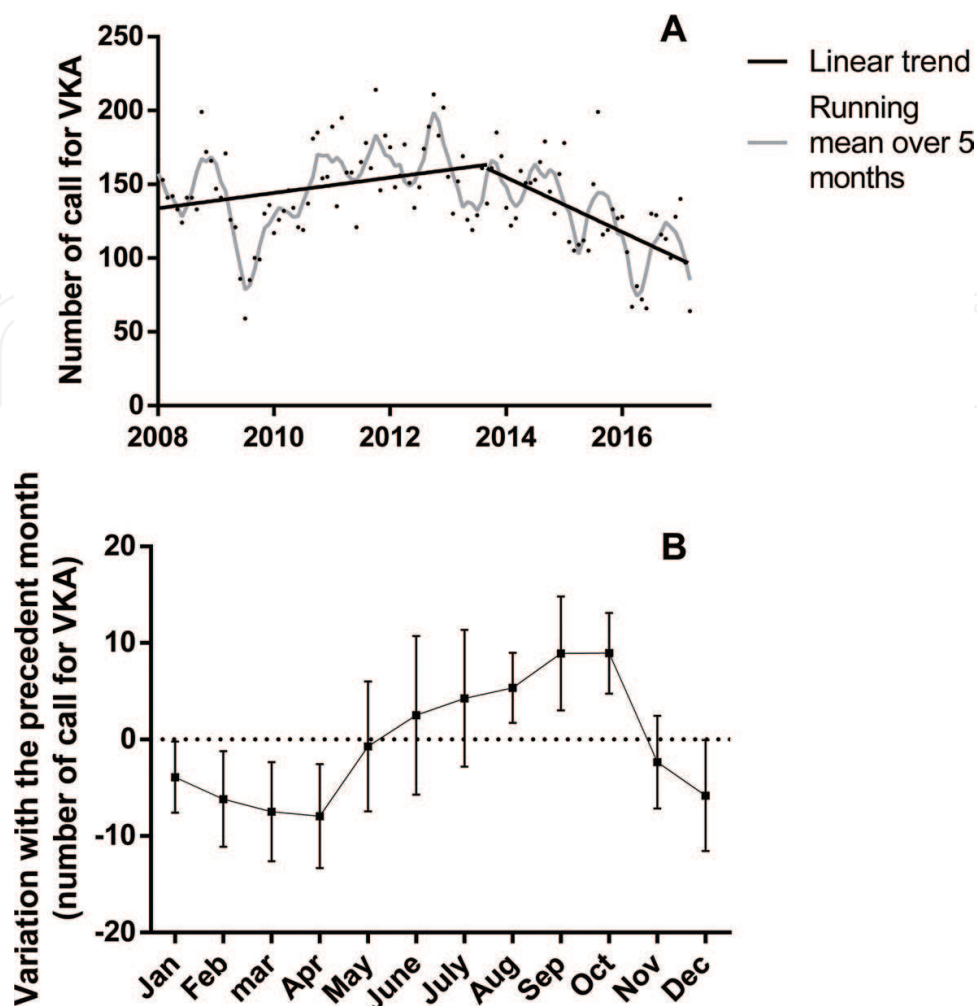 A
250
200
150
100
50
0
Number of call for VKA
2008 2010 2012 2014 2016
Linear trend
Running
mean over 5
months
B
20
10
0
-10
-20
Variation with the precedent month
(number of call for VKA)
Jan Feb mar Apr May June July Aug Sep Oct Nov Dec